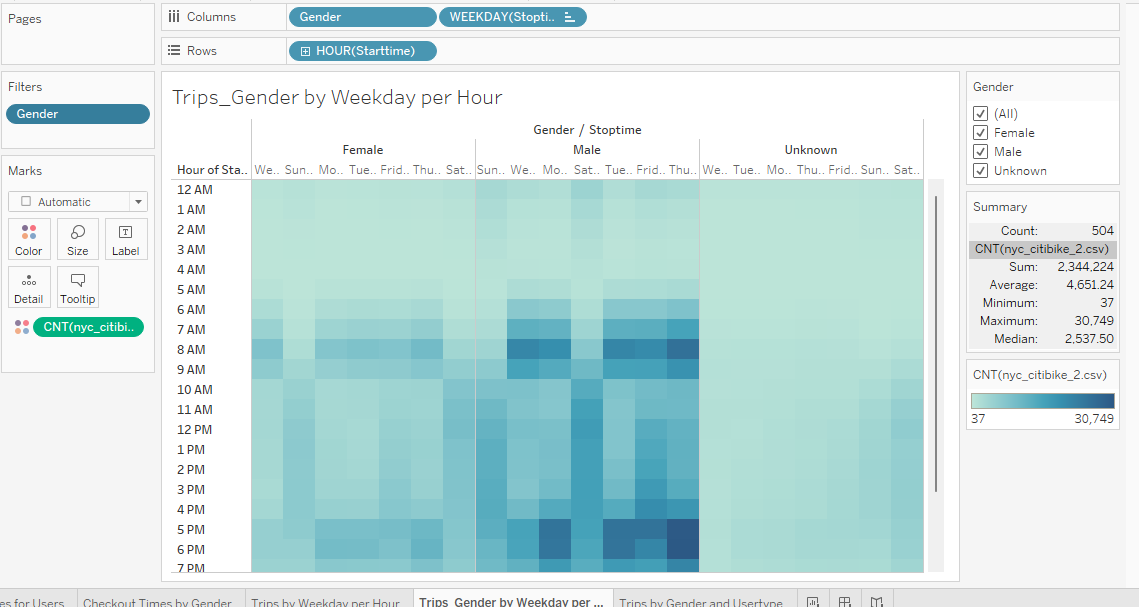 Pages
Columns
Gender
WEEKDAY(Stopti..
Rows
HOUR(Starttime)
Filters
Gender
Marks
Automatic
Color Size Label
Detail Tooltip
CNT(nyc_citibi..
Trips_Gender by Weekday per Hour
Gender / Stoptime
Female Male Unknown
Hour of Sta.. We.. Sun.. Mo.. Tue.. Frid.. Thu.. Sat.. Sun.. We.. Mo.. Sat.. Tue.. Frid.. Thu.. We.. Tue.. Mo.. Thu.. Frid.. Sun.. Sat..
12 AM
1 AM
2 AM
3 AM
4 AM
5 AM
6 AM
7 AM
8 AM
9 AM
10 AM
11 AM
12 PM
1 PM
2 PM
3 PM
4 PM
5 PM
6 PM
7 PM
Gender
(All)
Female
Male
Unknown
Summary
Count: 504
CNT(nyc_citibike_2.csv)
Sum: 2,344,224
Average: 4,651.24
Minimum: 37
Maximum: 30,749
Median: 2,537.50
CNT(nyc_citibike_2.csv)
37 30,749
es for Users Checkout Times by Gender Trips by Weekday per Hour Trips_Gender by Weekday per ... Trips by Gender and Usertype